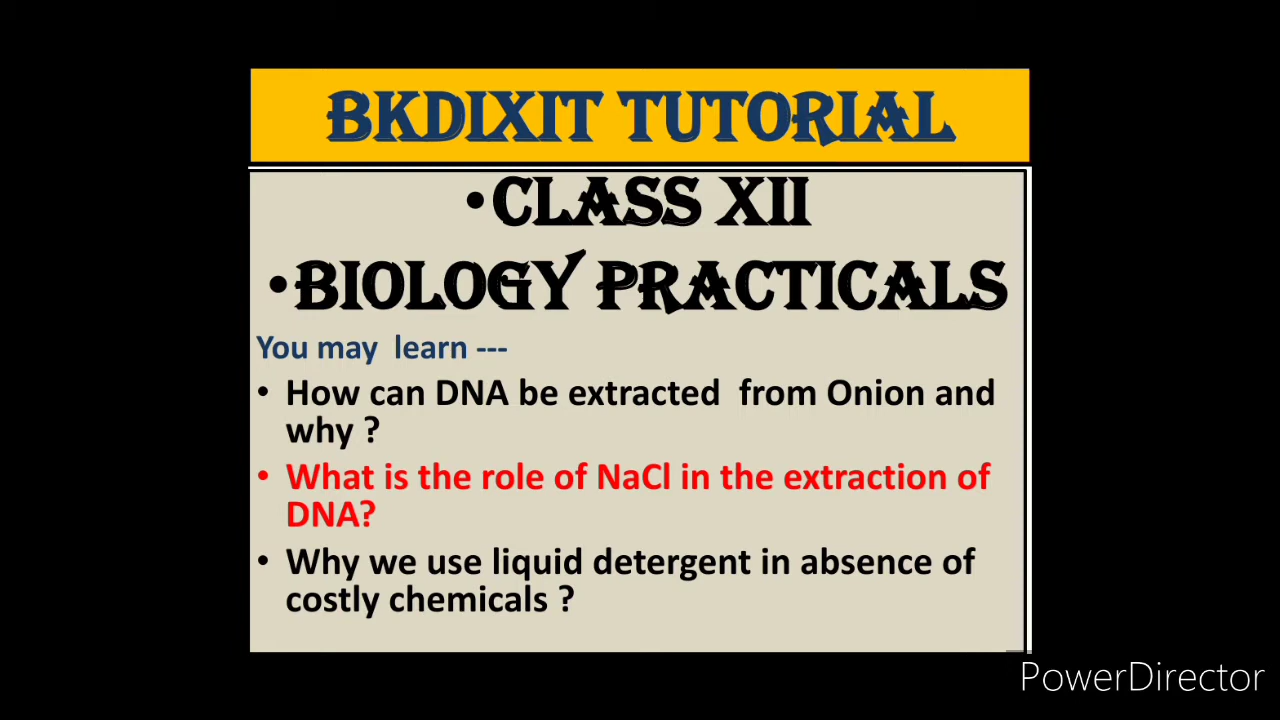 BKDIXIT TUTORIAL
•CLASS XII
•BIOLOGY PRACTICALS
You may learn ---
• How can DNA be extracted from Onion and
why ?
• What is the role of NaCl in the extraction of
DNA?
• Why we use liquid detergent in absence of
costly chemicals ?
PowerDirector